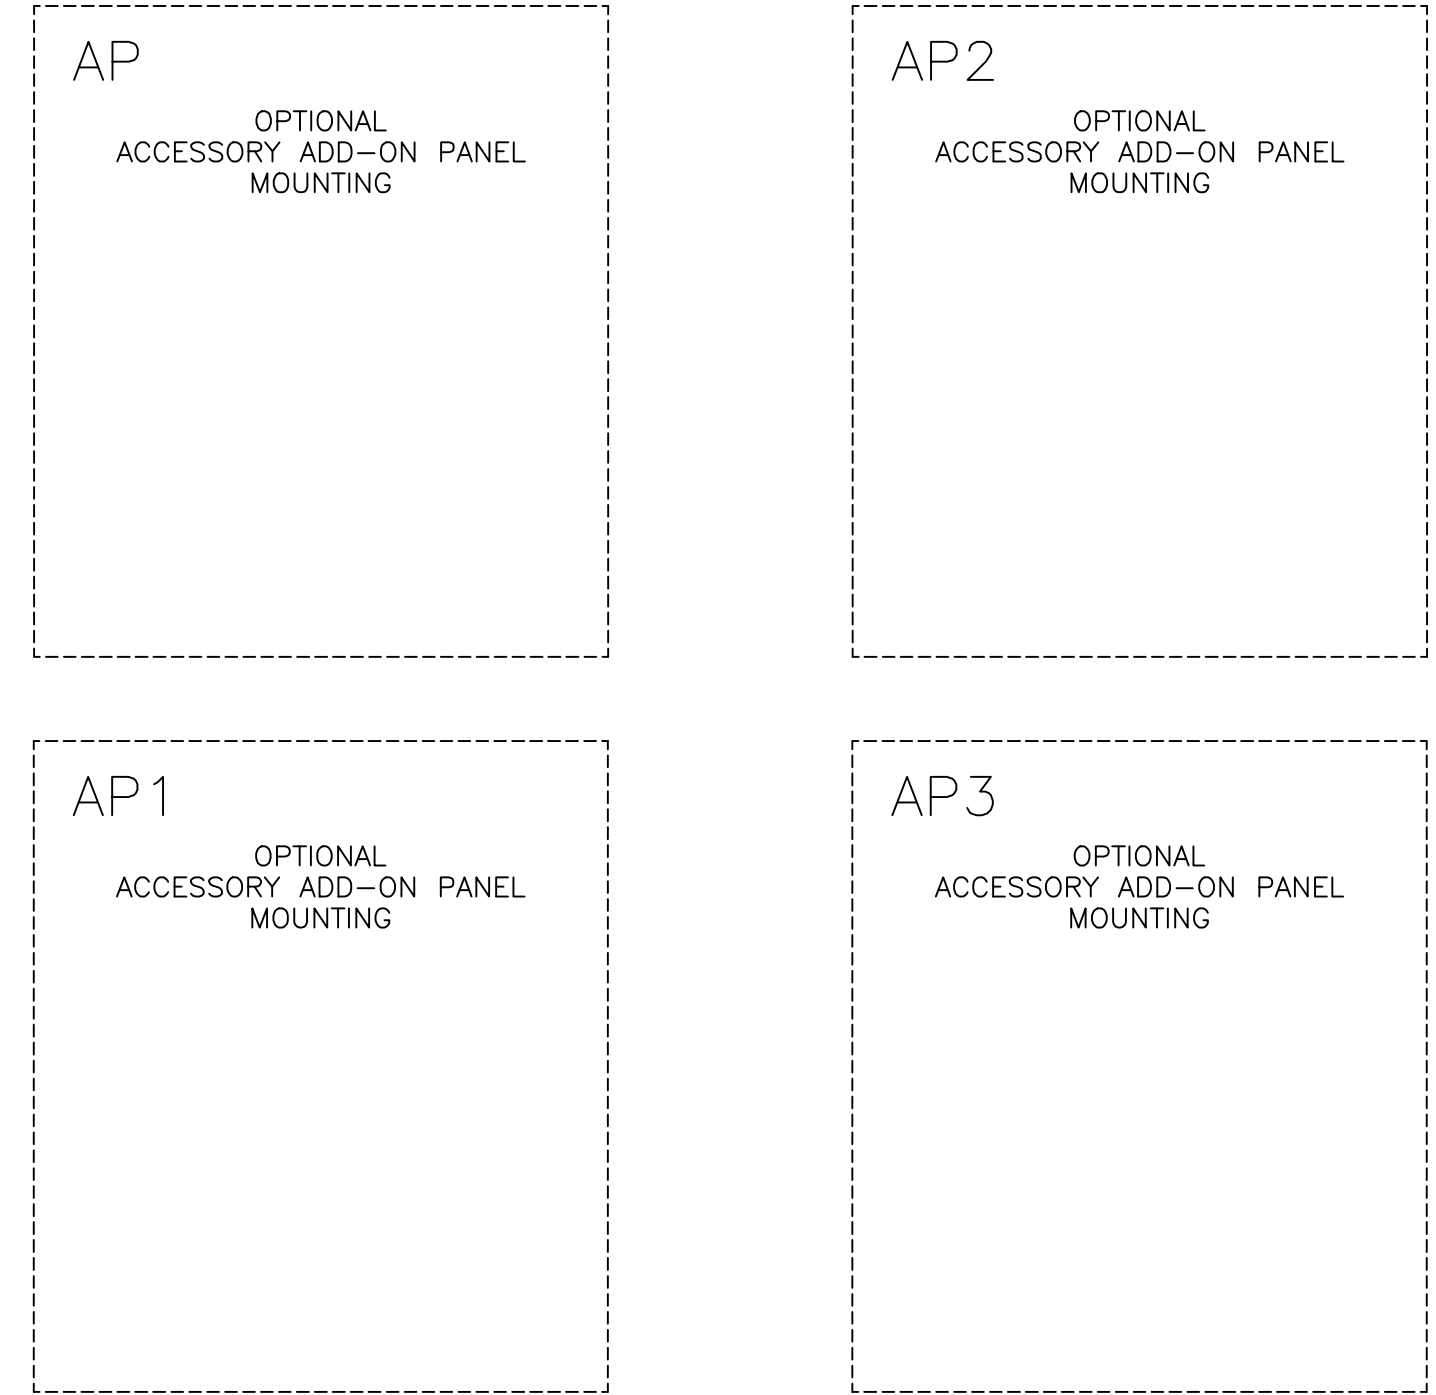 AP
OPTIONAL
ACCESSORY ADD-ON PANEL
MOUNTING
AP2
OPTIONAL
ACCESSORY ADD-ON PANEL
MOUNTING
AP1
OPTIONAL
ACCESSORY ADD-ON PANEL
MOUNTING
AP3
OPTIONAL
ACCESSORY ADD-ON PANEL
MOUNTING